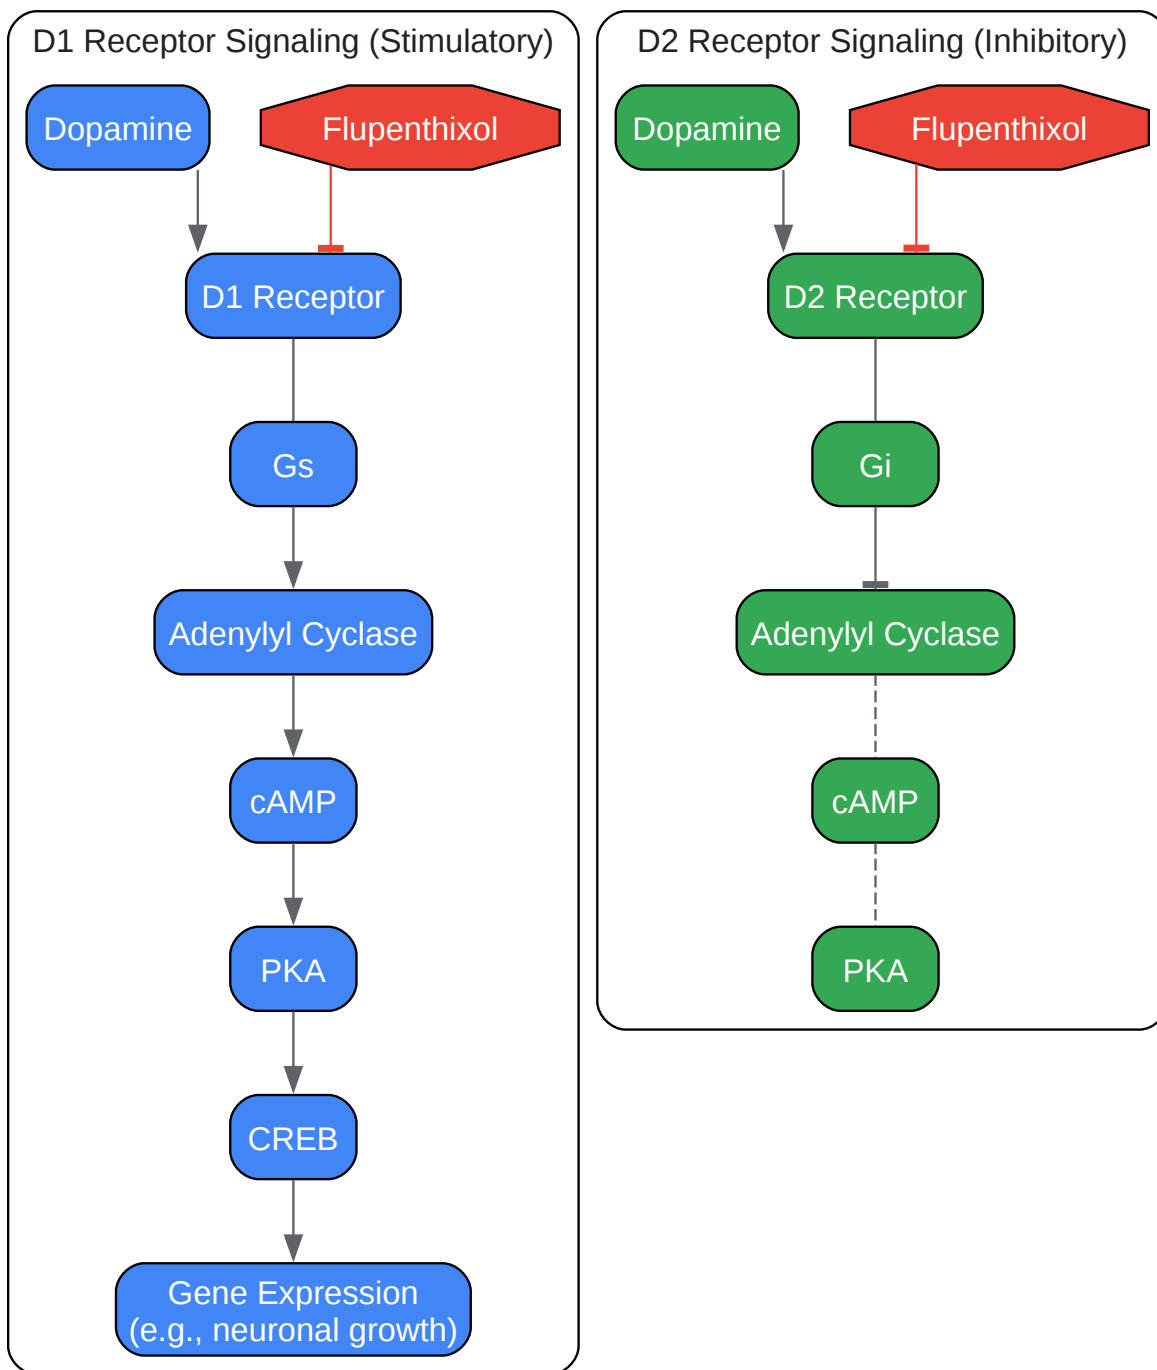 D1 Receptor Signaling (Stimulatory)
Dopamine
Flupenthixol
D1 Receptor
Gs
Adenylyl Cyclase
cAMP
PKA
CREB
Gene Expression
(e.g., neuronal growth)
D2 Receptor Signaling (Inhibitory)
Dopamine
Flupenthixol
D2 Receptor
Gi
Adenylyl Cyclase
cAMP
PKA